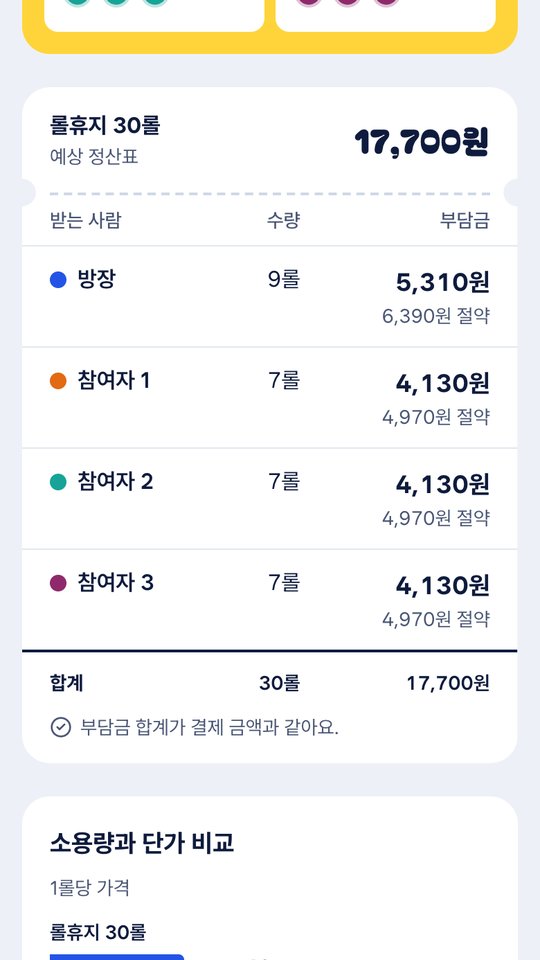 롤휴지 30롤
17,700원
예상 정산표
받는 사람 수량 부담금
방장 9롤 5,310원
6,390원 절약
참여자 1 7롤 4,130원
4,970원 절약
참여자 2 7롤 4,130원
4,970원 절약
참여자 3 7롤 4,130원
4,970원 절약
합계 30롤 17,700원
부담금 합계가 결제 금액과 같아요.
소용량과 단가 비교
1롤당 가격
롤휴지 30롤